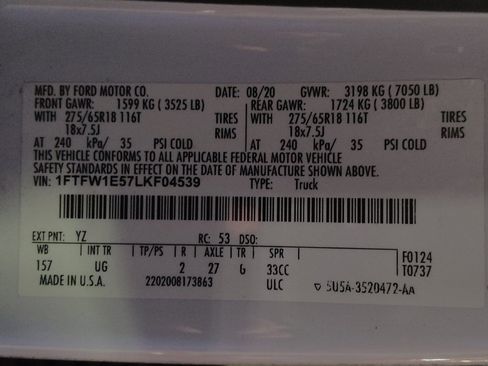 MFD. BY FORD MOTOR CO. DATE: 08/20 GVWR: 3198 KG ( 7050 LB)
FRONT GAWR: 1599 KG ( 3525 LB) REAR GAWR: 1724 KG ( 3800 LB)
WITH 275/65R18 116T TIRES WITH 275/65R18 116T TIRES
18x7.5J RIMS 18x7.5J RIMS
AT 240 kPa/ 35 PSI COLD AT 240 kPa/ 35 PSI COLD
THIS VEHICLE CONFORMS TO ALL APPLICABLE FEDERAL MOTOR VEHICLE
SAFETY STANDARDS IN EFFECT ON THE DATE OF MANUFACTURE SHOWN ABOVE.
VIN: 1FTFW1E57LKF04539 TYPE: Truck
EXT PNT: YZ RC: 53 DSO:
WB INT TR TP/PS R AXLE TR SPR F0124
157 UG 2 27 G 33CC T0737
MADE IN U.S.A. 2202008173863 ULC 5U5A-3520472-AA